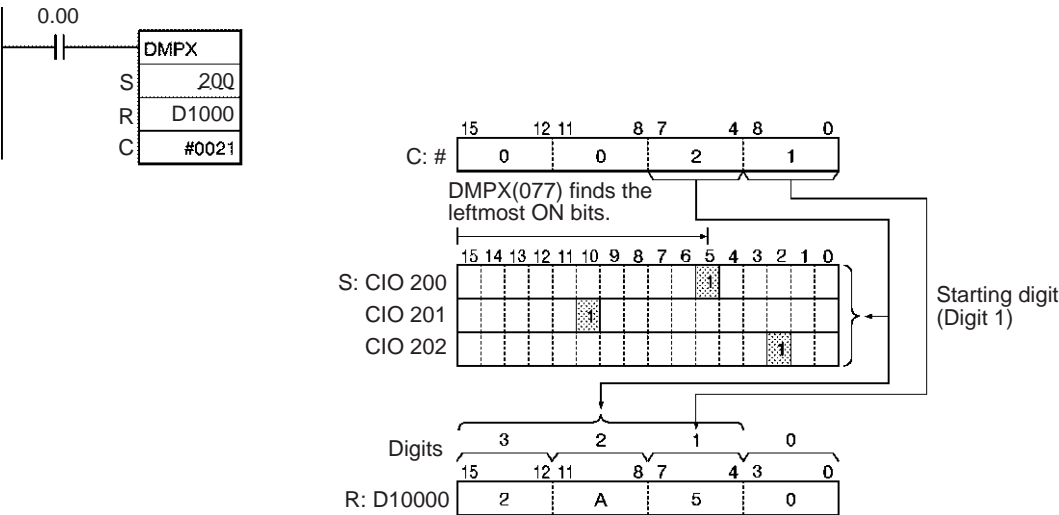 0.00
DMPX
S 200
R D1000
C #0021
15 12 11 8 7 4 8 0
C: # 0 0 2 1
DMPX(077) finds the
leftmost ON bits.
15 14 13 12 11 10 9 8 7 6 5 4 3 2 1 0
S: CIO 200 1
CIO 201 1
CIO 202 1
Starting digit
(Digit 1)
Digits 3 2 1 0
15 12 11 8 7 4 3 0
R: D10000 2 A 5 0